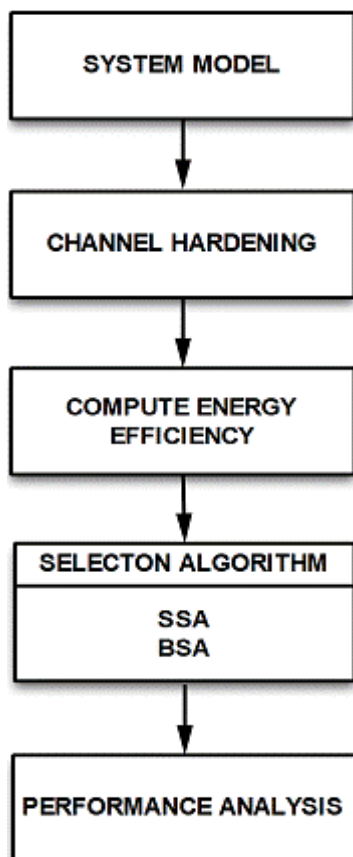 SYSTEM MODEL
CHANNEL HARDENING
COMPUTE ENERGY
EFFICIENCY
SELECTON ALGORITHM
SSA
BSA
PERFORMANCE ANALYSIS